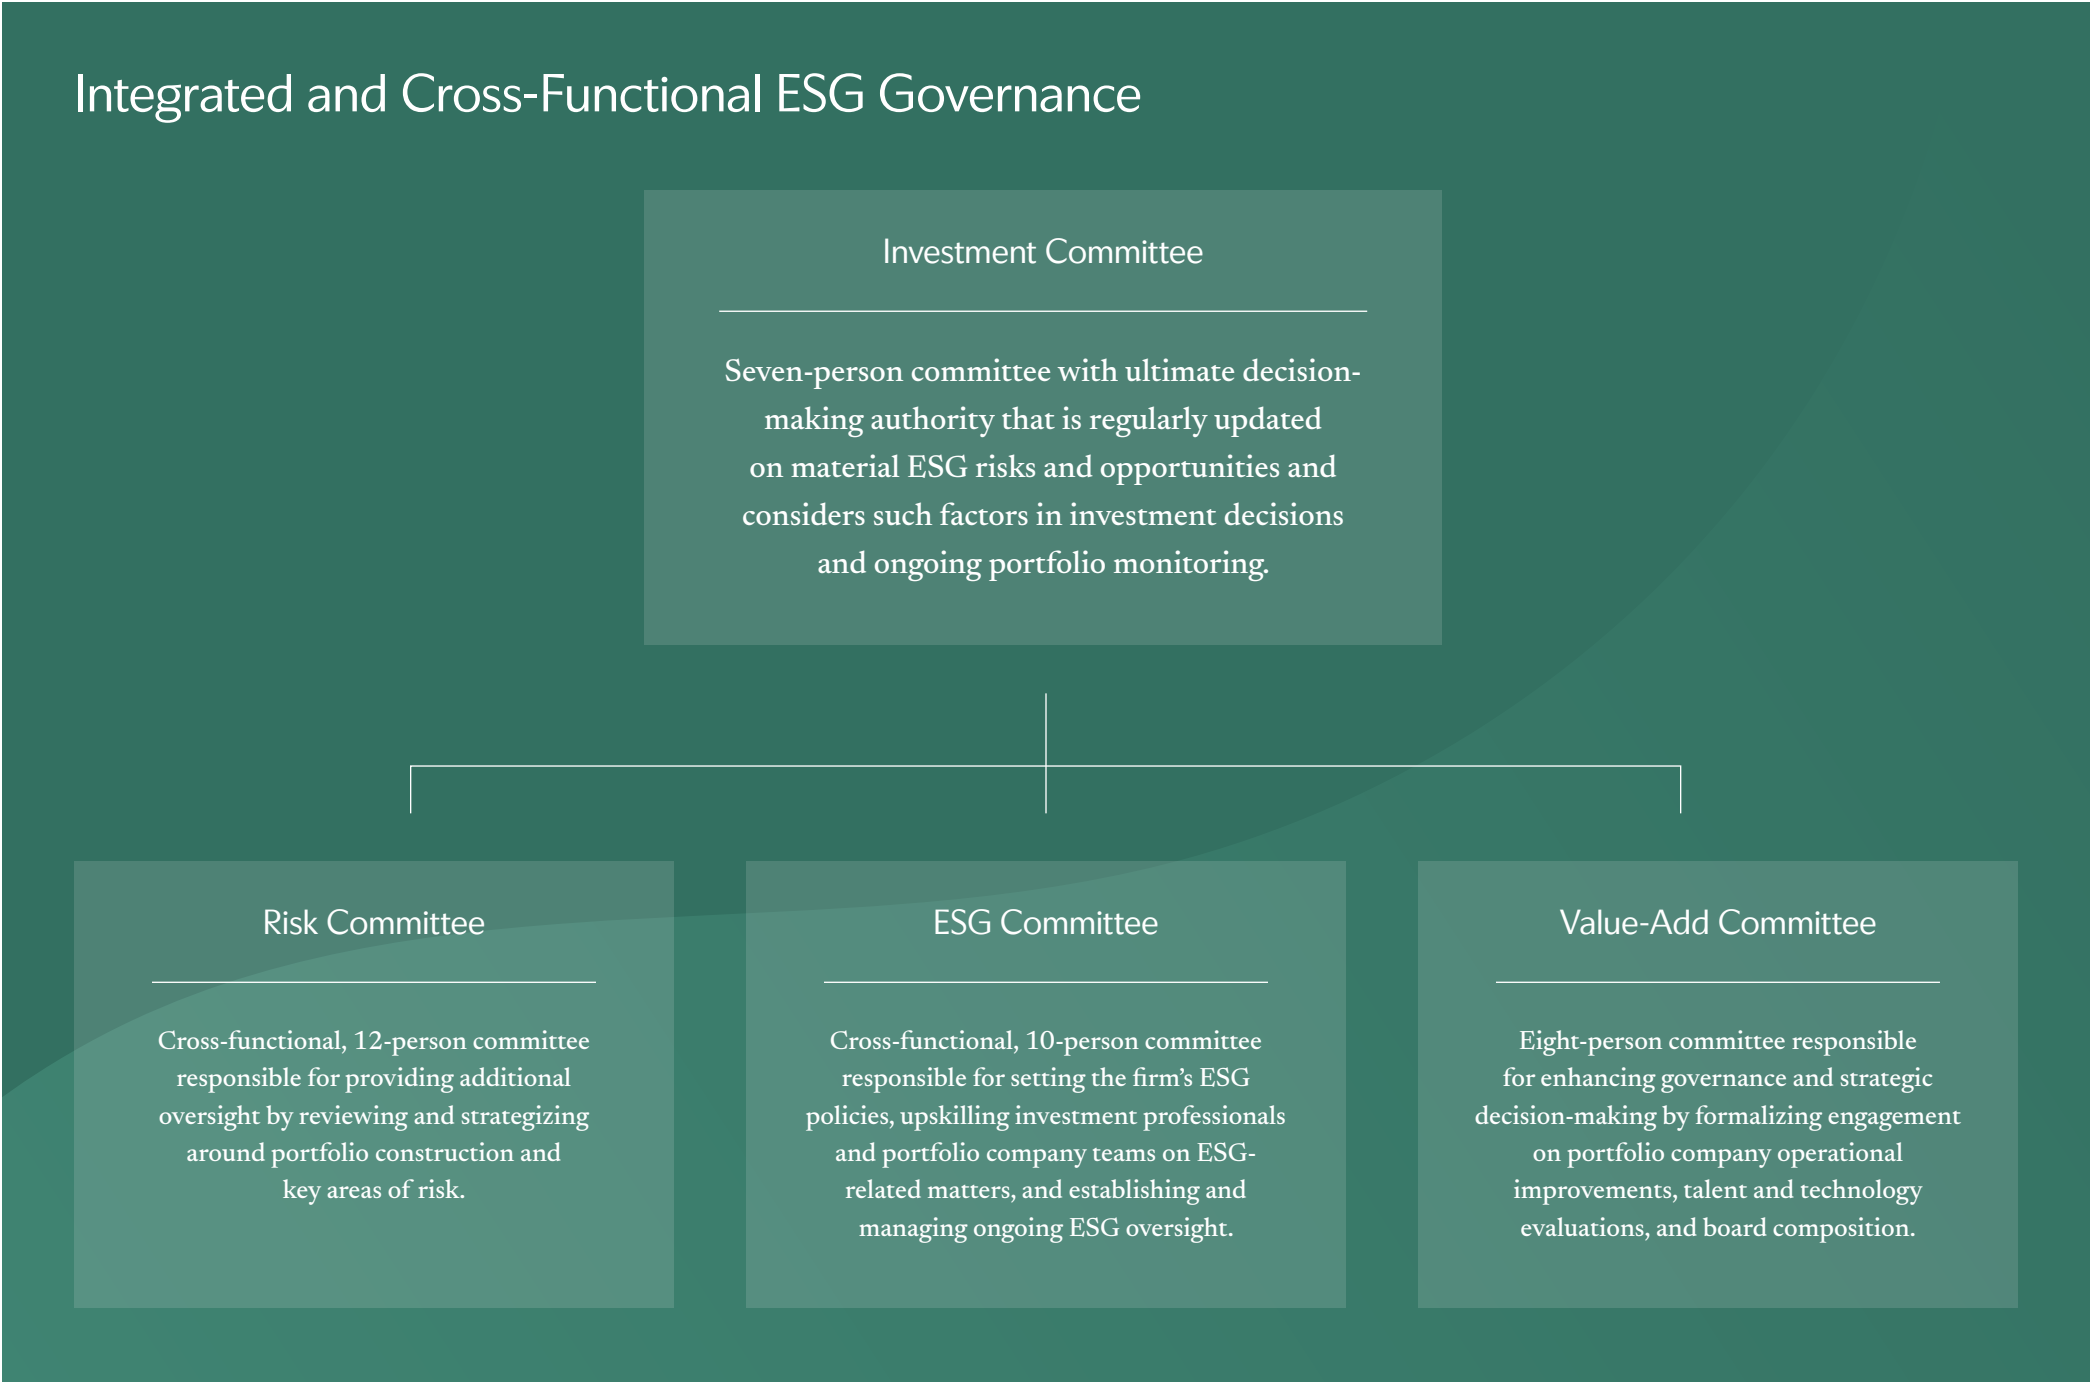 Integrated and Cross-Functional ESG Governance
Investment Committee
Seven-person committee with ultimate decision-
making authority that is regularly updated
on material ESG risks and opportunities and
considers such factors in investment decisions
and ongoing portfolio monitoring.
Risk Committee
Cross-functional, 12-person committee
responsible for providing additional
oversight by reviewing and strategizing
around portfolio construction and
key areas of risk.
ESG Committee
Cross-functional, 10-person committee
responsible for setting the firm’s ESG
policies, upskilling investment professionals
and portfolio company teams on ESG-
related matters, and establishing and
managing ongoing ESG oversight.
Value-Add Committee
Eight-person committee responsible
for enhancing governance and strategic
decision-making by formalizing engagement
on portfolio company operational
improvements, talent and technology
evaluations, and board composition.